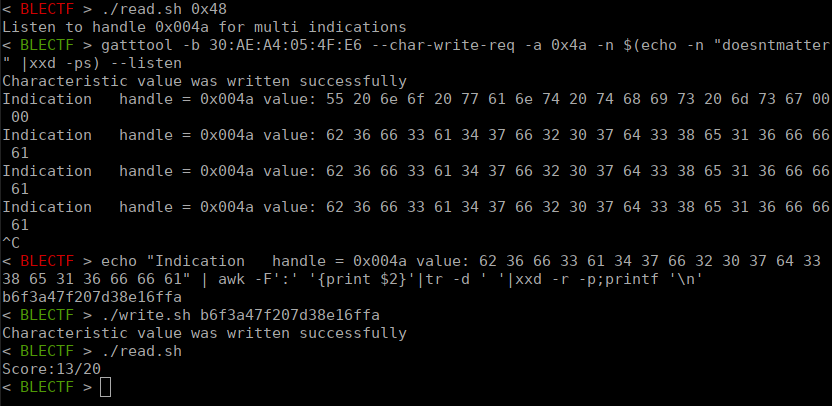 < BLECTF > ./read.sh 0x48
Listen to handle 0x004a for multi indications
< BLECTF > gatttool -b 30:AE:A4:05:4F:E6 --char-write-req -a 0x4a -n $(echo -n "doesntmatter
" |xxd -ps) --listen
Characteristic value was written successfully
Indication   handle = 0x004a value: 55 20 6e 6f 20 77 61 6e 74 20 74 68 69 73 20 6d 73 67 00
 00
Indication   handle = 0x004a value: 62 36 66 33 61 34 37 66 32 30 37 64 33 38 65 31 36 66 66
 61
Indication   handle = 0x004a value: 62 36 66 33 61 34 37 66 32 30 37 64 33 38 65 31 36 66 66
 61
Indication   handle = 0x004a value: 62 36 66 33 61 34 37 66 32 30 37 64 33 38 65 31 36 66 66
 61
^C
< BLECTF > echo "Indication   handle = 0x004a value: 62 36 66 33 61 34 37 66 32 30 37 64 33
38 65 31 36 66 66 61" | awk -F':' '{print $2}'|tr -d ' '|xxd -r -p;printf '\n'
b6f3a47f207d38e16ffa
< BLECTF > ./write.sh b6f3a47f207d38e16ffa
Characteristic value was written successfully
< BLECTF > ./read.sh
Score:13/20
< BLECTF >